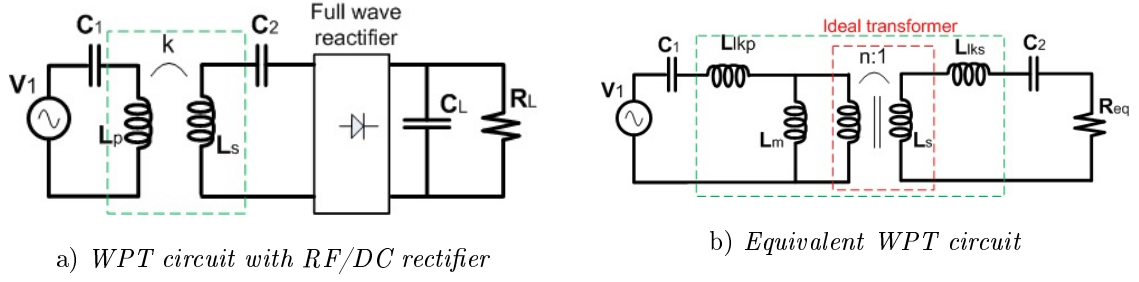 C1
k
C2
Full wave
reactifier
V1
Lp
Ls
CL
RL
a) WPT circuit with RF/DC rectifier
Ideal transformer
C1
Llkp
n:1
Llks
C2
V1
Lm
Ls
Req
b) Equivalent WPT circuit